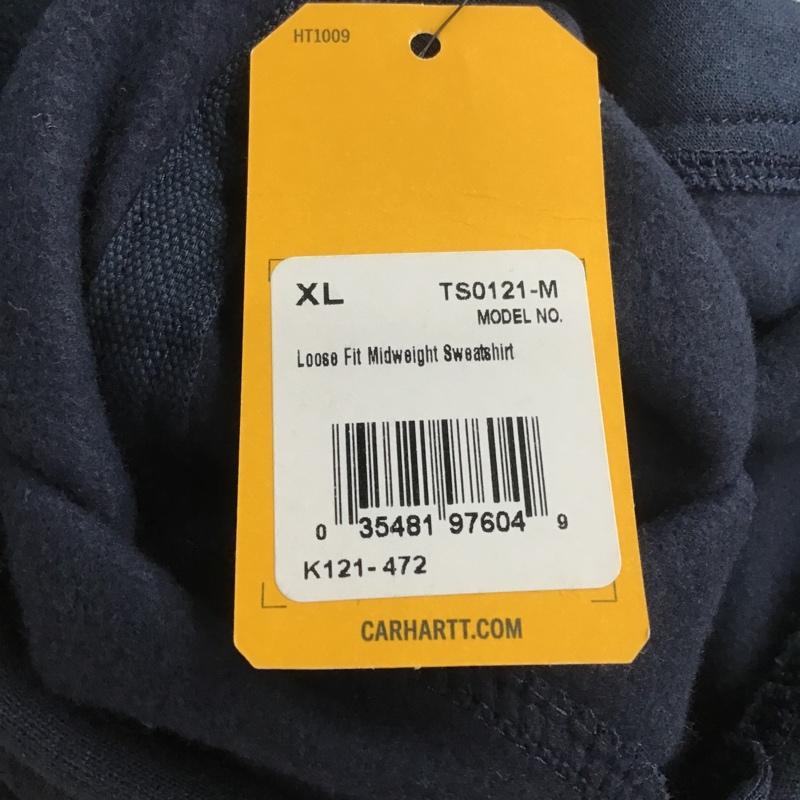 HT1009
XL TS0121-M
MODEL NO.
Loose Fit Midweight Sweatshirt
0 35481 97604 9
K121-472
CARHARTT.COM